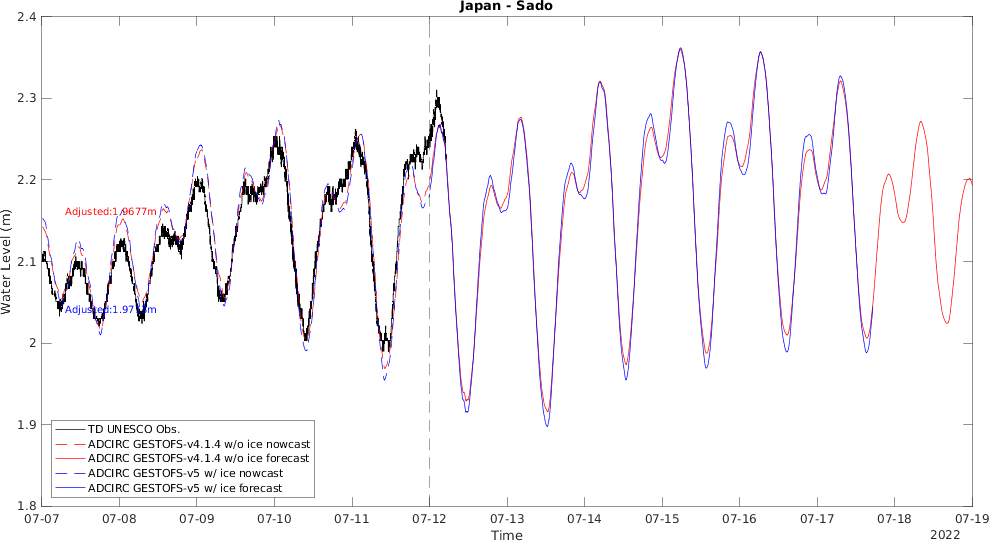 Japan - Sado
2.4
2.3
2.2
2.1
2
1.9
1.8
Water Level (m)
Adjusted:1.9677m
TD UNESCO Obs.
ADCIRC GESTOFS-v4.1.4 w/o ice nowcast
ADCIRC GESTOFS-v4.1.4 w/o ice forecast
ADCIRC GESTOFS-v5 w/ ice nowcast
ADCIRC GESTOFS-v5 w/ ice forecast
07-07 07-08 07-09 07-10 07-11 07-12 07-13 07-14 07-15 07-16 07-17 07-18 07-19
Time
2022